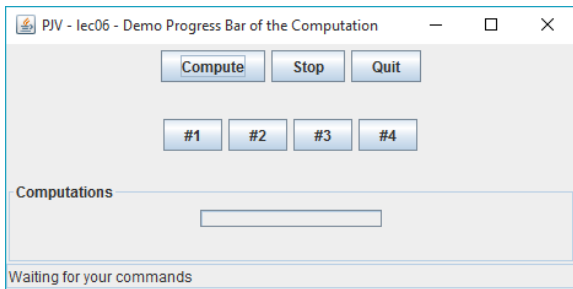 PJV - lec06 - Demo Progress Bar of the Computation
Compute Stop Quit
#1 #2 #3 #4
Computations
Waiting for your commands